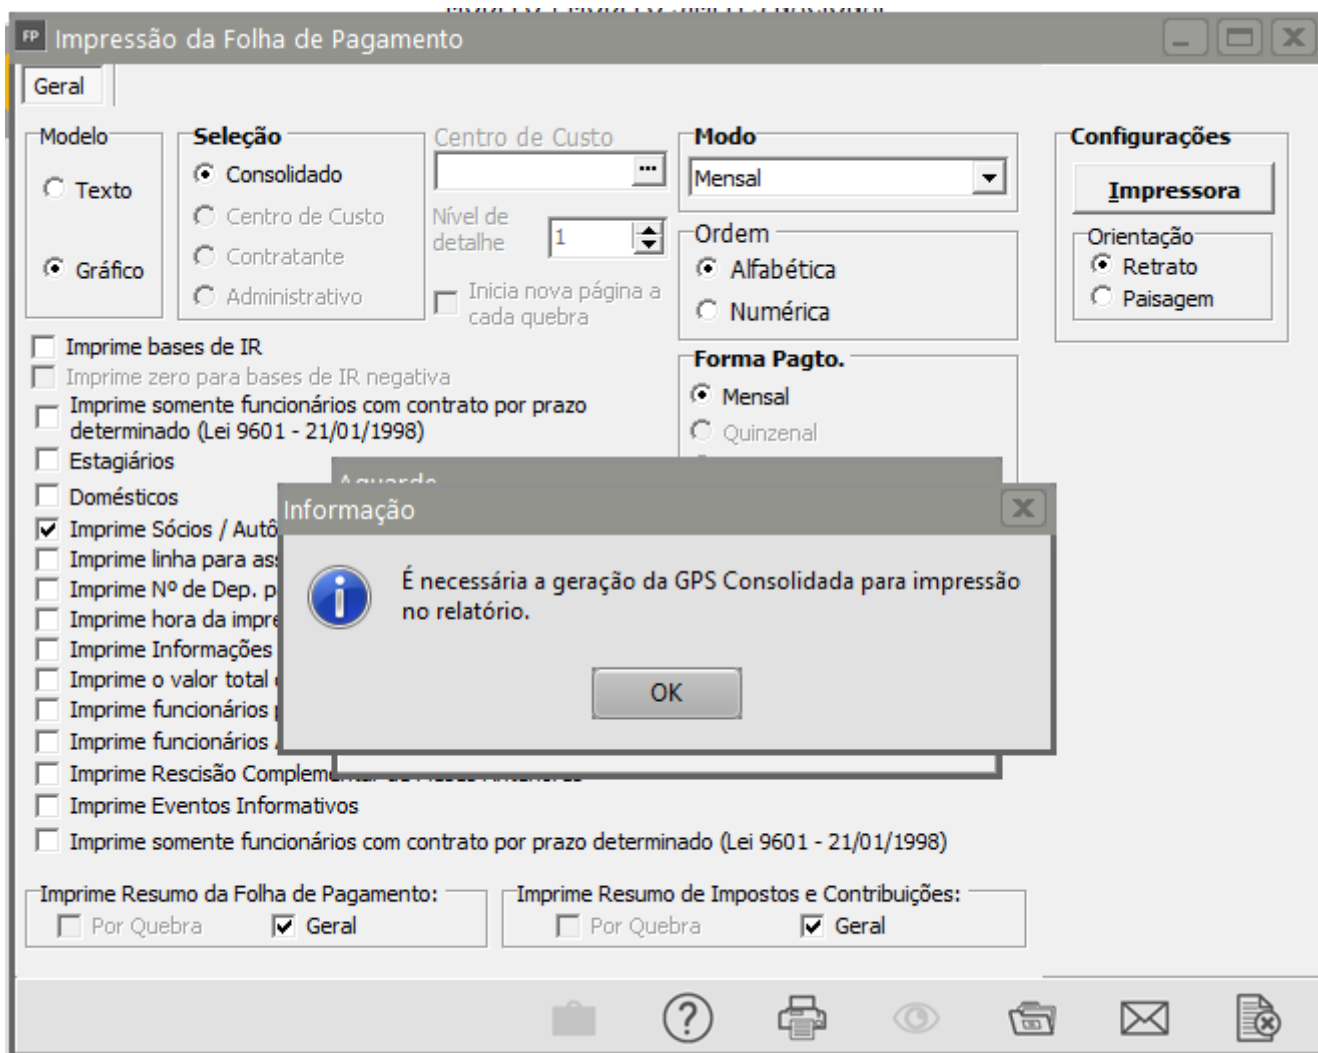 FP Impressão da Folha de Pagamento
Geral
Modelo
Texto
Gráfico
Seleção
Consolidado
Centro de Custo
Contratante
Administrativo
Centro de Custo
...
Nível de
detalhe
1
Inicia nova página a
cada quebra
Modo
Mensal
Ordem
Alfabética
Numérica
Forma Pagto.
Mensal
Quinzenal
Configurações
Impressora
Orientação
Retrato
Paisagem
Imprime bases de IR
Imprime zero para bases de IR negativa
Imprime somente funcionários com contrato por prazo
determinado (Lei 9601 - 21/01/1998)
Estagiários
Domésticos
Imprime Sócios / Autô
Imprime linha para ass
Imprime Nº de Dep. p
Imprime hora da impre
Imprime Informações
Imprime o valor total
Imprime funcionários
Imprime funcionários
Imprime Rescisão Complementar de Meses Anteriores
Imprime Eventos Informativos
Imprime somente funcionários com contrato por prazo determinado (Lei 9601 - 21/01/1998)
Aguarde
Informação
É necessária a geração da GPS Consolidada para impressão
no relatório.
OK
Imprime Resumo da Folha de Pagamento:
Por Quebra
Geral
Imprime Resumo de Impostos e Contribuições:
Por Quebra
Geral